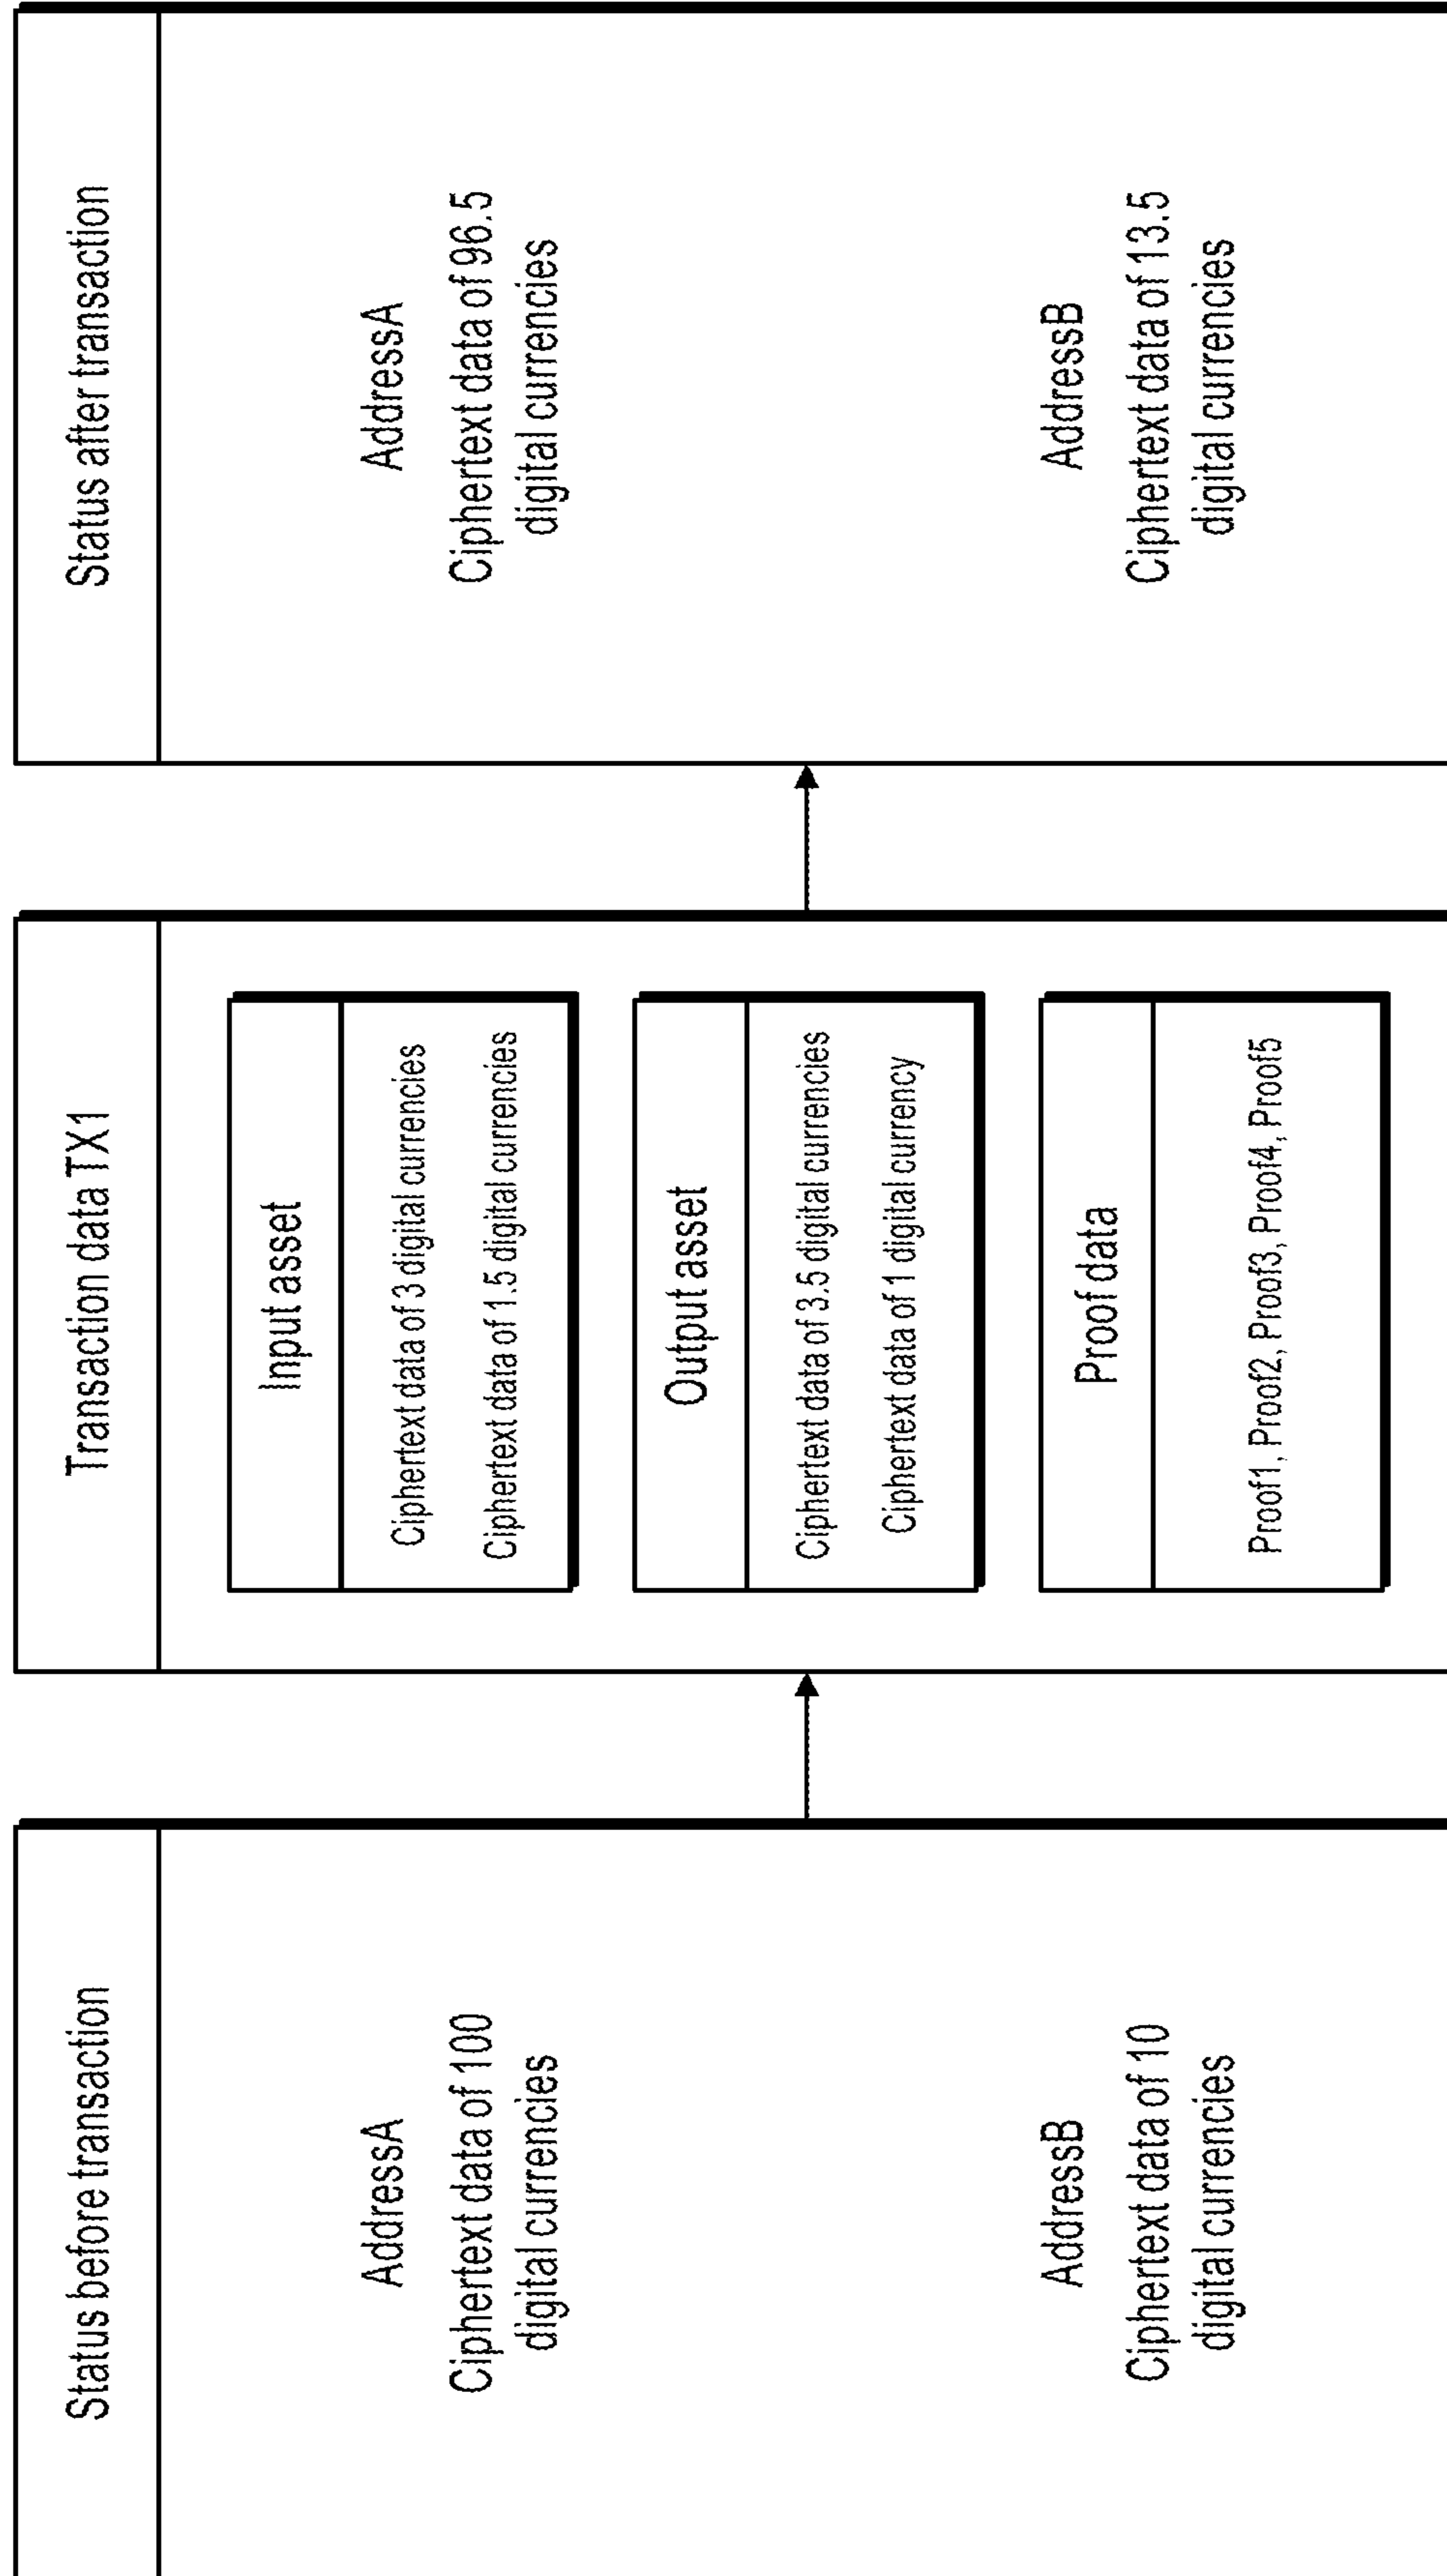 Status before transaction
AddressA
Ciphertext data of 100
digital currencies
AddressB
Ciphertext data of 10
digital currencies
Transaction data TX1
Input asset
Ciphertext data of 3 digital currencies
Ciphertext data of 1.5 digital currencies
Output asset
Ciphertext data of 3.5 digital currencies
Ciphertext data of 1 digital currency
Proof data
Proof1, Proof2, Proof3, Proof4, Proof5
Status after transaction
AddressA
Ciphertext data of 96.5
digital currencies
AddressB
Ciphertext data of 13.5
digital currencies